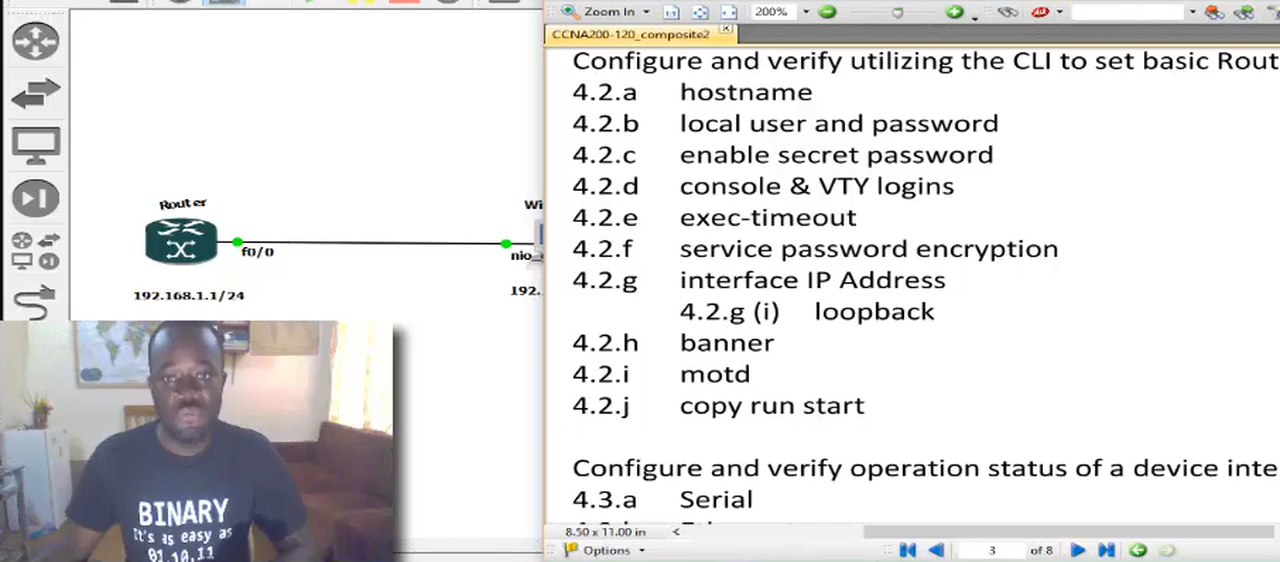 Zoom In
200%
CCNA200-120_composite2
Configure and verify utilizing the CLI to set basic Rout
4.2.a hostname
4.2.b local user and password
4.2.c enable secret password
4.2.d console & VTY logins
4.2.e exec-timeout
4.2.f service password encryption
4.2.g interface IP Address
4.2.g (i) loopback
4.2.h banner
4.2.i motd
4.2.j copy run start
Configure and verify operation status of a device inte
4.3.a Serial
8.50 x 11.00 in
Options
3 of 8
Router
f0/0
192.168.1.1/24
Wi
nio
192.
BINARY
It's as easy as
01,10,11